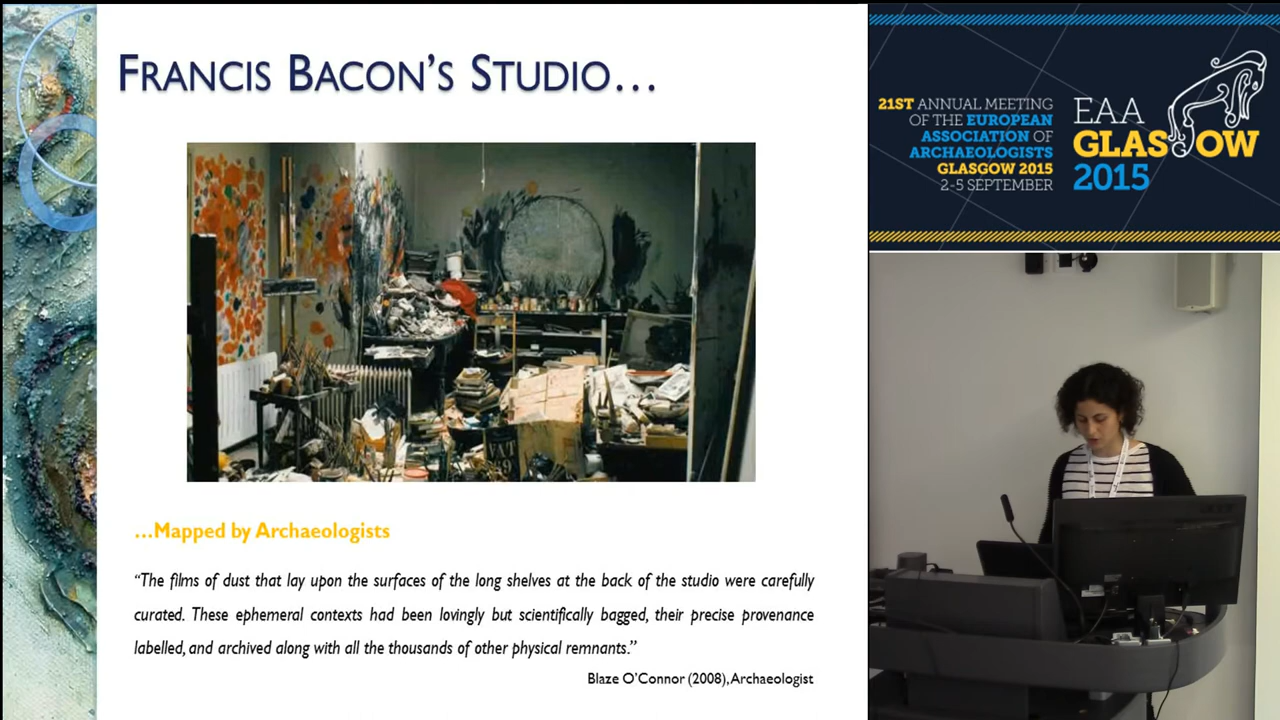 FRANCIS BACON'S STUDIO…
…Mapped by Archaeologists
“The films of dust that lay upon the surfaces of the long shelves at the back of the studio were carefully
curated. These ephemeral contexts had been lovingly but scientifically bagged, their precise provenance
labelled, and archived along with all the thousands of other physical remnants.”
Blaze O'Connor (2008), Archaeologist
21ST ANNUAL MEETING
OF THE EUROPEAN
ASSOCIATION OF
ARCHAEOLOGISTS
GLASGOW 2015
2-5 SEPTEMBER
EAA
GLASGOW
2015